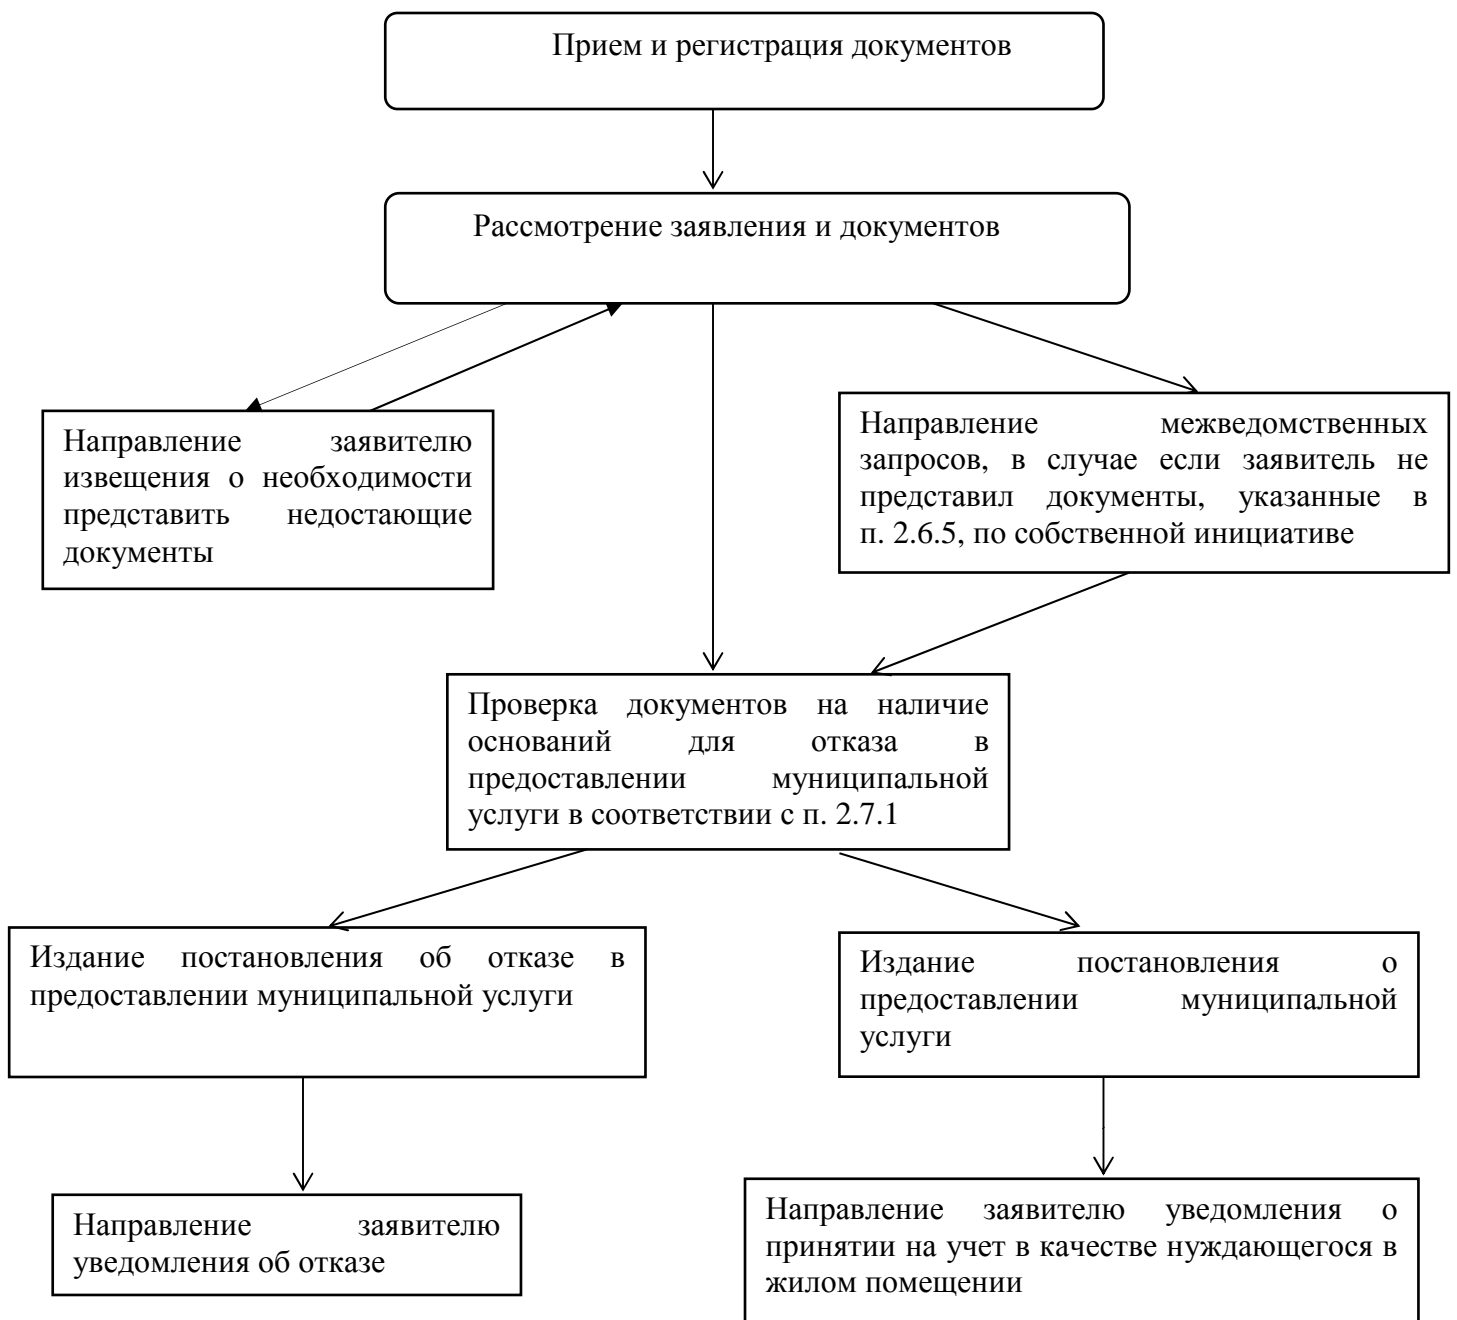 Прием и регистрация документов
Рассмотрение заявления и документов
Направление заявителю
извещения о необходимости
представить недостающие
документы
Направление межведомственных
запросов, в случае если заявитель не
представил документы, указанные в
п. 2.6.5, по собственной инициативе
Проверка документов на наличие
оснований для отказа в
предоставлении муниципальной
услуги в соответствии с п. 2.7.1
Издание постановления об отказе в
предоставлении муниципальной услуги
Издание постановления о
предоставлении муниципальной
услуги
Направление заявителю
уведомления об отказе
Направление заявителю уведомления о
принятии на учет в качестве нуждающегося в
жилом помещении